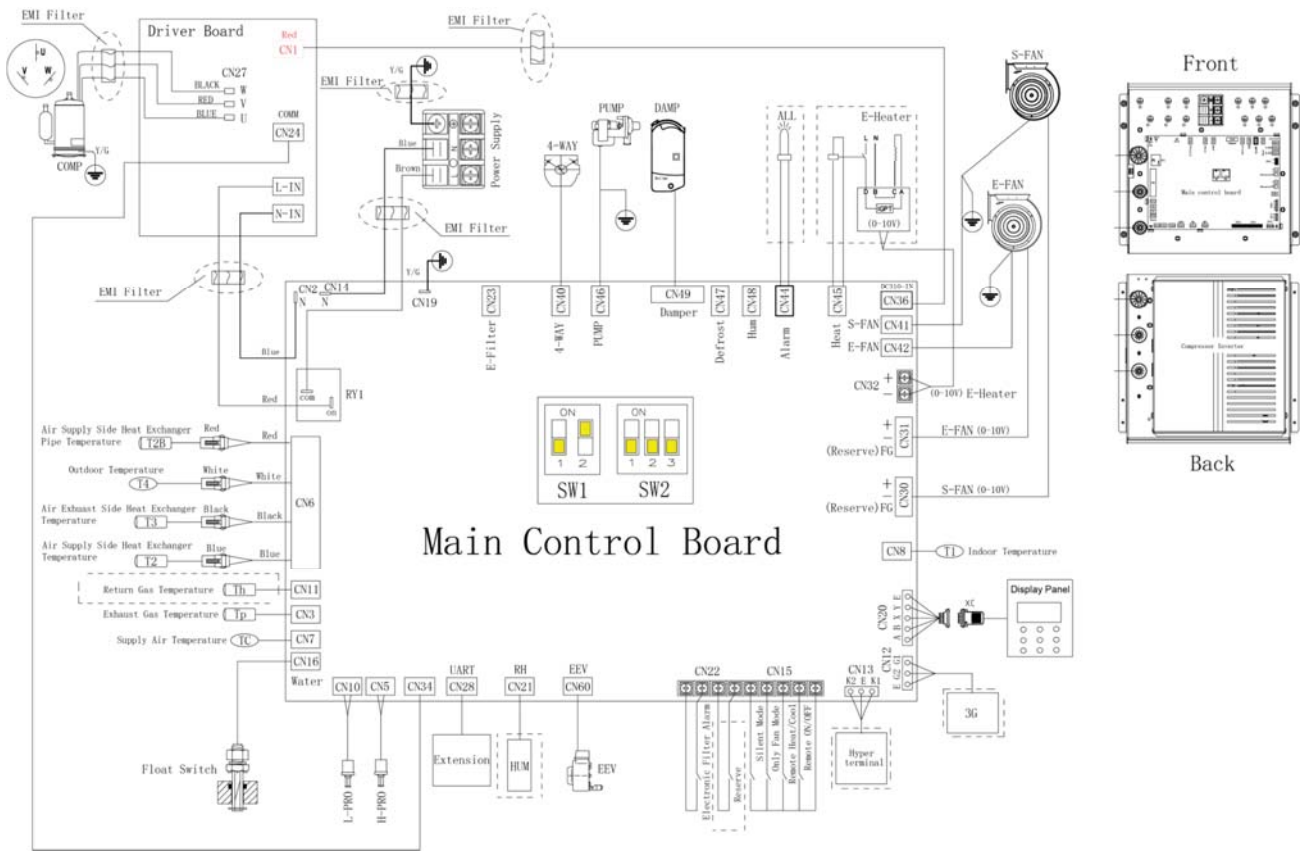 EMI Filter
Driver Board
Red
CN1
EMI Filter
U
V
W
CN27
BLACK
W
RED
V
BLUE
U
COMM
CN24
Y/G
COMP
L-IN
N-IN
EMI Filter
Y/G
EMI Filter
Blue
Brown
N
L
Power Supply
EMI Filter
4-WAY
PUMP
DAMP
ALL
E-Heater
L N
D B C A
(0-10V)
S-FAN
E-FAN
Front
Main control board
Compressor Inverter
Back
CN2
N
CN14
N
Y/G
CN19
CN23
E-Filter
CN40
4-WAY
CN46
PUMP
CN49
Damper
CN47
Defrost
CN48
Hum
CN44
Alarm
CN45
Heat
DC310-IN
CN36
S-FAN
CN41
E-FAN
CN42
CN32
+
-
(0-10V) E-Heater
+
-
(Reserve)FG
CN31
E-FAN (0-10V)
+
-
(Reserve)FG
CN30
S-FAN (0-10V)
Blue
Red
com
on
RY1
ON
1 2
SW1
ON
1 2 3
SW2
Main Control Board
Air Supply Side Heat Exchanger
Pipe Temperature
T2B
Red
Red
Outdoor Temperature
T4
White
White
Air Exhaust Side Heat Exchanger
Temperature
T3
Black
Black
Air Supply Side Heat Exchanger
Temperature
T2
Blue
Blue
CN6
Return Gas Temperature
Th
CN11
Exhaust Gas Temperature
Tp
CN3
Supply Air Temperature
TC
CN7
CN16
Water
Float Switch
CN8
T1
Indoor Temperature
CN20
A B X Y E
XC
Display Panel
CN12
E G2 G1
3G
CN10
L-PRO
CN5
H-PRO
CN34
UART
CN28
Extension
RH
CN21
HUM
EEV
CN60
EEV
CN22
CN15
Electronic Filter Alarm
Reserve
Silent Mode
Only Fan Mode
Remote Heat/Cool
Remote ON/OFF
CN13
K2 E K1
Hyper
terminal